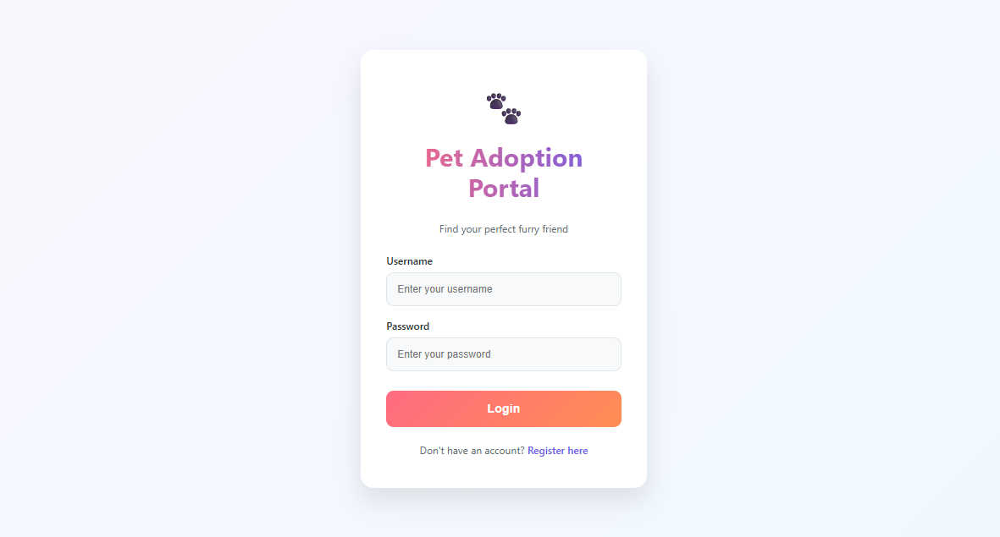 Pet Adoption
Portal
Find your perfect furry friend
Username
Enter your username
Password
Enter your password
Login
Don't have an account? Register here